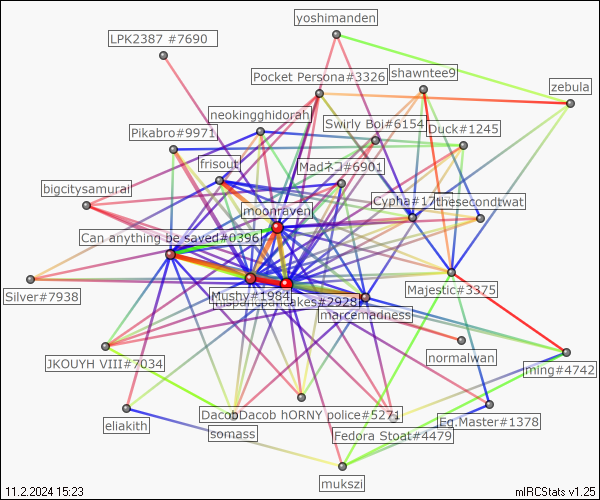 yoshimanden
LPK2387 #7690
Pocket Persona#3326
shawntee9
zebula
neokingghidorah
Swirly Boi#6154
Duck#1245
Pikabro#9971
frisout
Madネコ#6901
bigcitysamurai
Cypha#17
thesecondtwat
moonraven
Can anything be saved#0396
Silver#7938
Mushy#1984
hispanicpancakes#2928
Majestic#3375
marcemadness
normalwan
JKOUYH VIII#7034
ming#4742
eliakith
DacobDacob hORNY police#5271
Eg.Master#1378
somass
Fedora Stoat#4479
mukszi
11.2.2024 15:23
mIRCStats v1.25